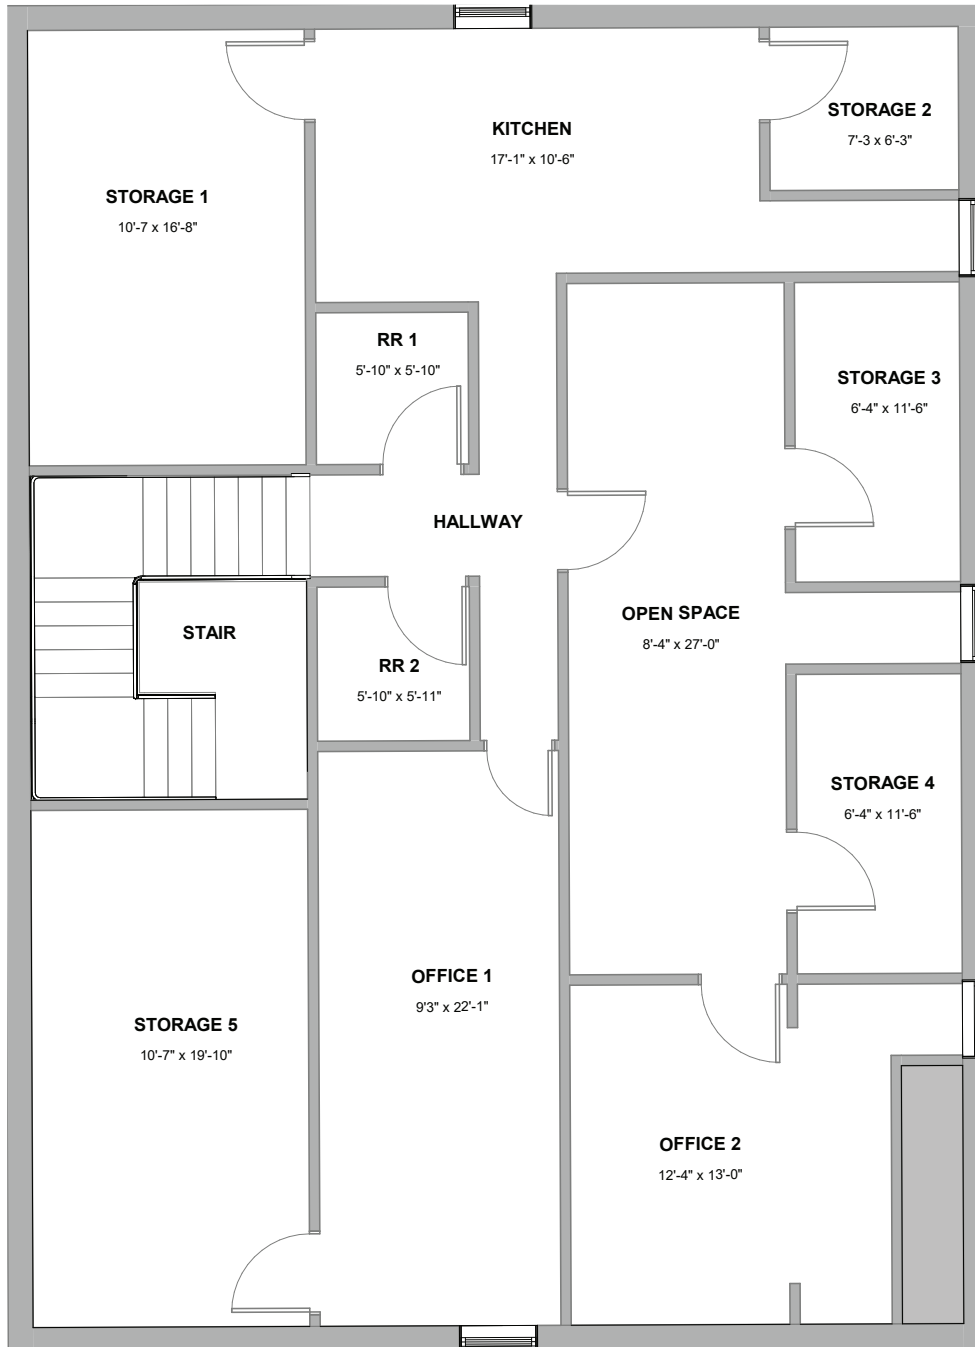 KITCHEN
17'-1" x 10'-6"
STORAGE 2
7'-3 x 6'-3"
STORAGE 1
10'-7 x 16'-8"
RR 1
5'-10" x 5'-10"
STORAGE 3
6'-4" x 11'-6"
HALLWAY
STAIR
OPEN SPACE
8'-4" x 27'-0"
RR 2
5'-10" x 5'-11"
STORAGE 4
6'-4" x 11'-6"
OFFICE 1
9'3" x 22'-1"
STORAGE 5
10'-7" x 19'-10"
OFFICE 2
12'-4" x 13'-0"